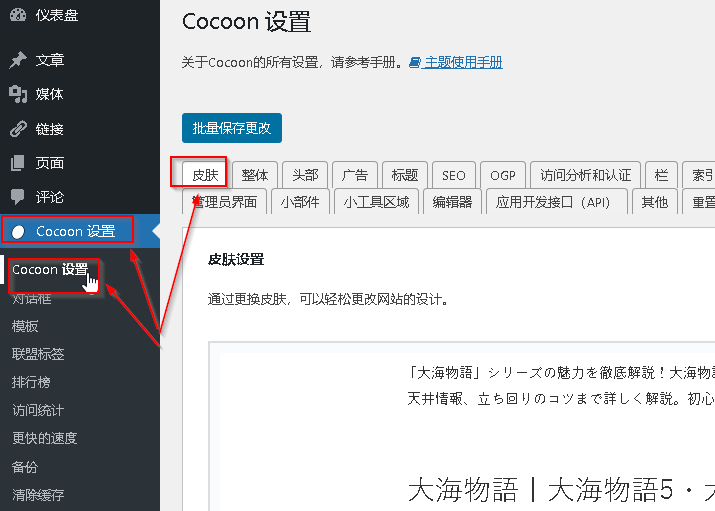 仪表盘
文章
媒体
链接
页面
评论
Cocoon 设置
Cocoon 设置
对话框
模板
联盟标签
排行榜
访问统计
更快的速度
备份
清除缓存
Cocoon 设置
关于Cocoon的所有设置，请参考手册。 主题使用手册
批量保存更改
皮肤 整体 头部 广告 标题 SEO OGP 访问分析和认证 栏 索引
管理员界面 小部件 小工具区域 编辑器 应用开发接口（API） 其他 重置
皮肤设置
通过更换皮肤，可以轻松更改网站的设计。
「大海物語」シリーズの魅力を徹底解説！大海物語
天井情報、立ち回りのコツまで詳しく解説。初心
大海物語｜大海物語5・大